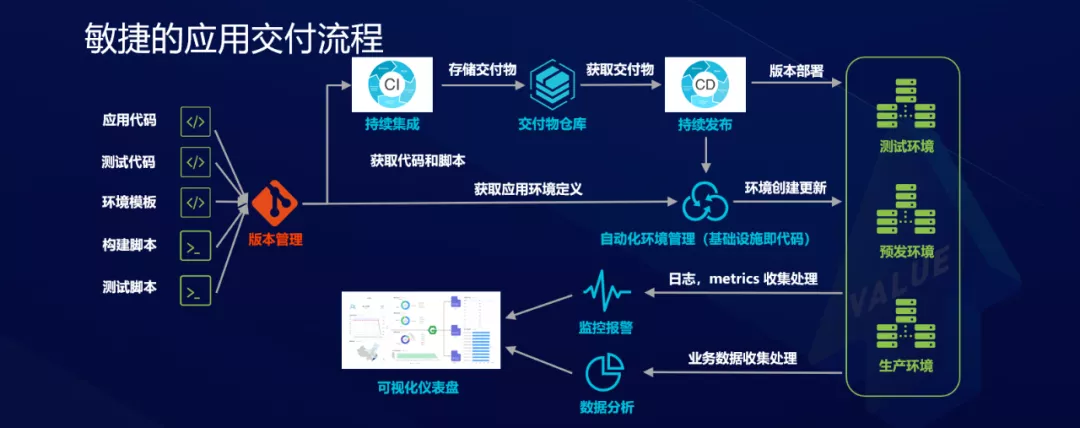 敏捷的应用交付流程
应用代码
</>
测试代码
</>
环境模板
</>
构建脚本
>_
测试脚本
>_
版本管理
CI
持续集成
存储交付物
交付物仓库
获取交付物
CD
持续发布
版本部署
获取代码和脚本
获取应用环境定义
自动化环境管理（基础设施即代码）
环境创建更新
测试环境
预发环境
生产环境
VALUE
日志，metrics 收集处理
监控报警
业务数据收集处理
数据分析
可视化仪表盘